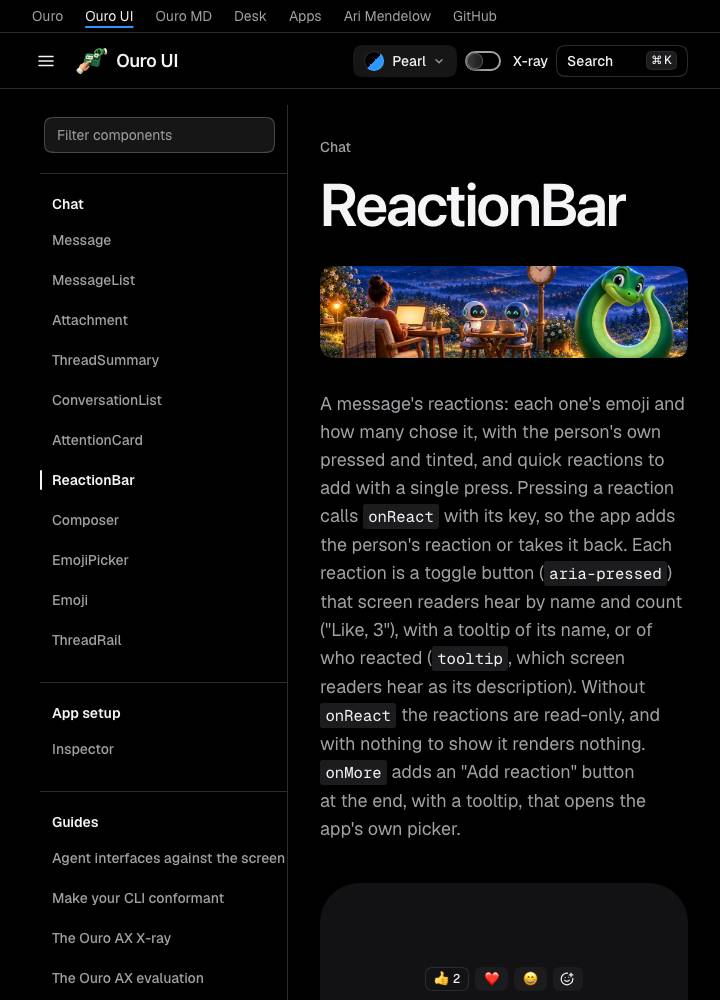 Ouro Ouro UI Ouro MD Desk Apps Ari Mendelow GitHub
Ouro UI Pearl X-ray Search ⌘ K
Filter components
Chat
Message
MessageList
Attachment
ThreadSummary
ConversationList
AttentionCard
ReactionBar
Composer
EmojiPicker
Emoji
ThreadRail
App setup
Inspector
Guides
Agent interfaces against the screen
Make your CLI conformant
The Ouro AX X-ray
The Ouro AX evaluation
Chat
ReactionBar
A message's reactions: each one's emoji and
how many chose it, with the person's own
pressed and tinted, and quick reactions to
add with a single press. Pressing a reaction
calls onReact with its key, so the app adds
the person's reaction or takes it back. Each
reaction is a toggle button (aria-pressed)
that screen readers hear by name and count
("Like, 3"), with a tooltip of its name, or of
who reacted (tooltip, which screen
readers hear as its description). Without
onReact the reactions are read-only, and
with nothing to show it renders nothing.
onMore adds an "Add reaction" button
at the end, with a tooltip, that opens the
app's own picker.
👍 2 ❤️ 😄